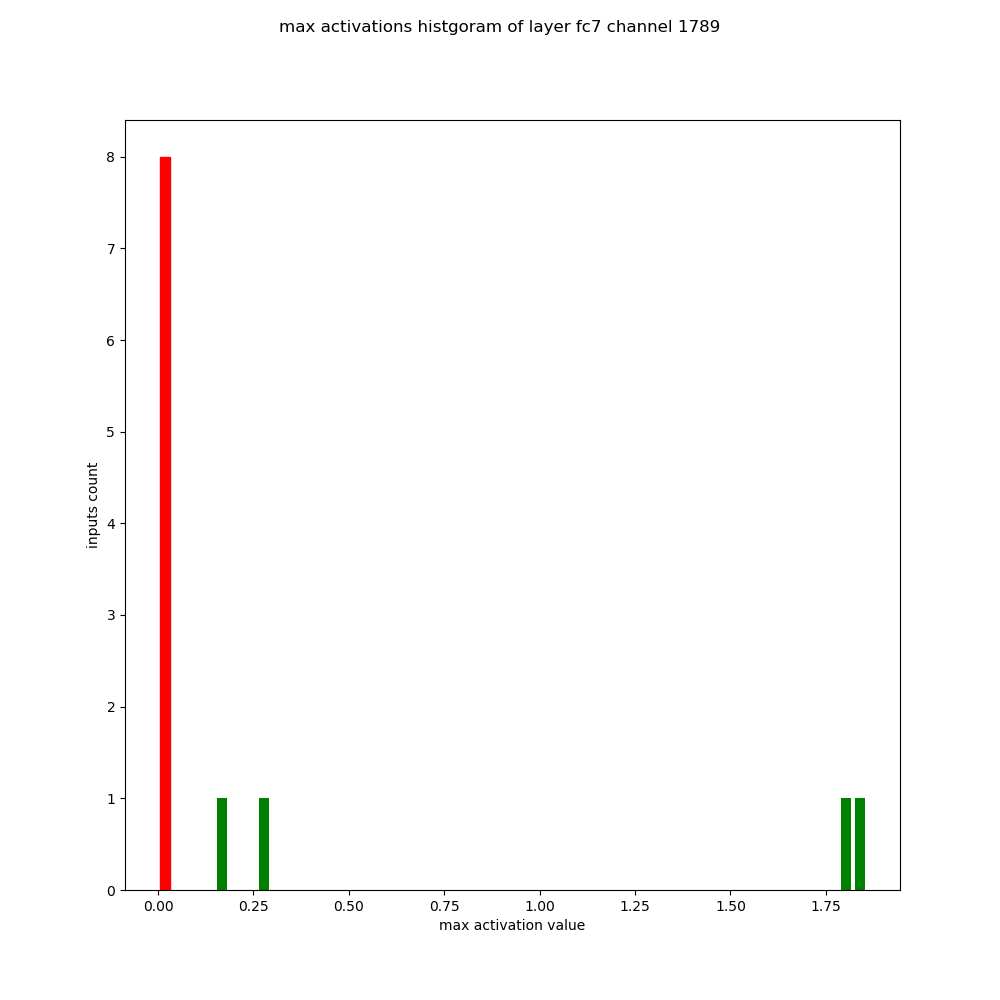 max activations histgoram of layer fc7 channel 1789
8
7
6
5
4
3
2
1
0
inputs count
0.00 0.25 0.50 0.75 1.00 1.25 1.50 1.75
max activation value